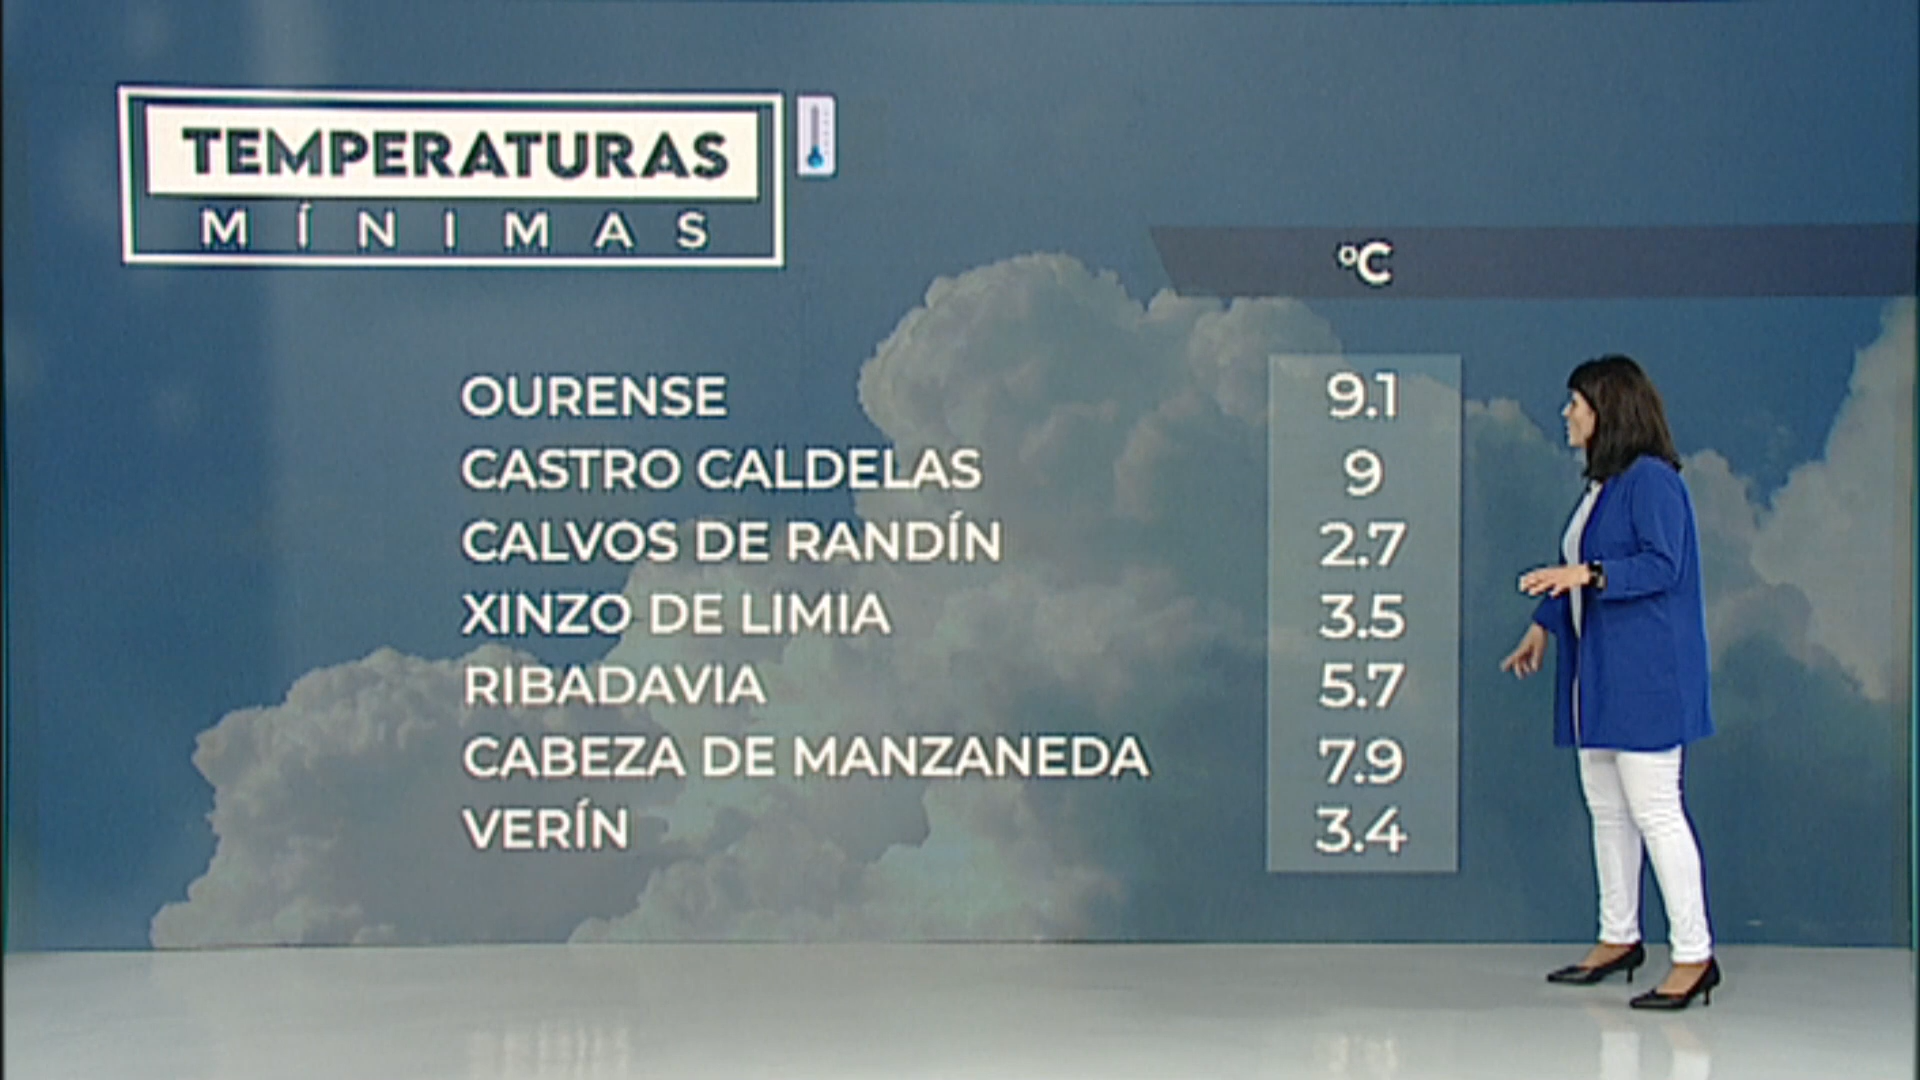 TEMPERATURAS
MÍNIMAS
ºC
OURENSE 9.1
CASTRO CALDELAS 9
CALVOS DE RANDÍN 2.7
XINZO DE LIMIA 3.5
RIBADAVIA 5.7
CABEZA DE MANZANEDA 7.9
VERÍN 3.4